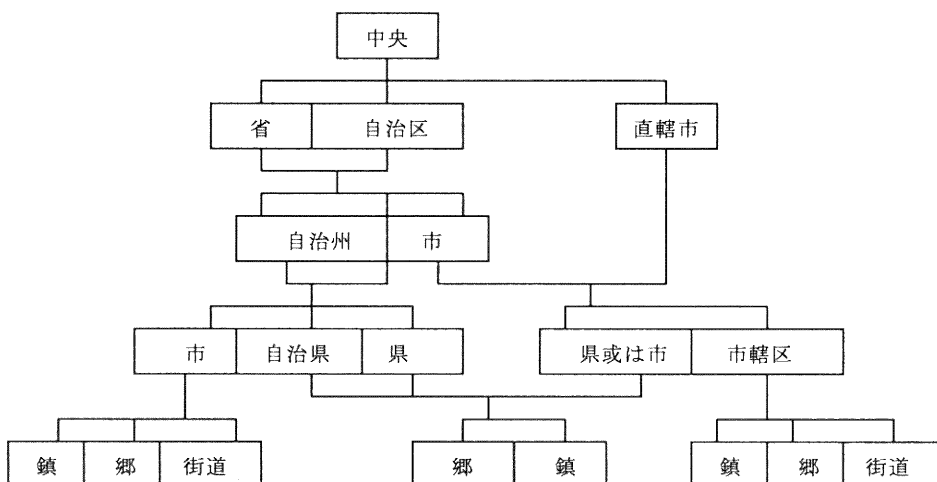 中央
省 自治区 直轄市
自治州 市
市 自治県 県 県或は市 市轄区
鎮 郷 街道 郷 鎮 鎮 郷 街道